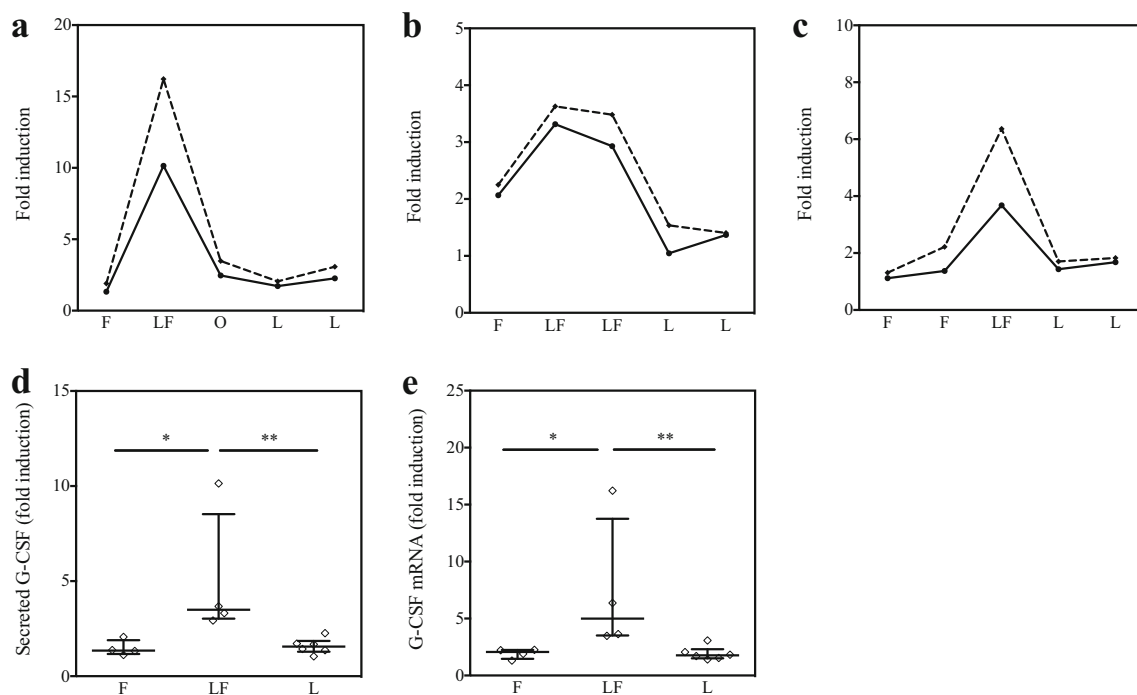 a
20
15
10
5
0
Fold induction
F LF O L L
b
5
4
3
2
1
0
Fold induction
F LF LF L L
c
10
8
6
4
2
0
Fold induction
F F LF L L
d
15
10
5
0
Secreted G-CSF (fold induction)
* **
F LF L
e
25
20
15
10
5
0
G-CSF mRNA (fold induction)
* **
F LF L